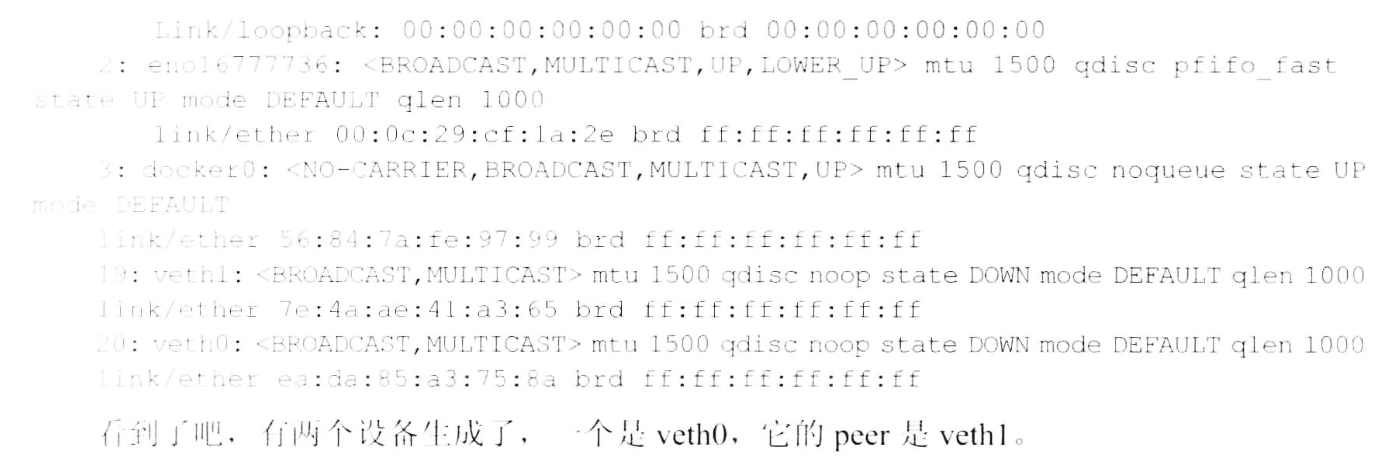 Link/loopback: 00:00:00:00:00:00 brd 00:00:00:00:00:00
2: eno16777736: <BROADCAST,MULTICAST,UP,LOWER_UP> mtu 1500 qdisc pfifo_fast
state UP mode DEFAULT qlen 1000
link/ether 00:0c:29:cf:1a:2e brd ff:ff:ff:ff:ff:ff
3: docker0: <NO-CARRIER,BROADCAST,MULTICAST,UP> mtu 1500 qdisc noqueue state UP
mode DEFAULT
link/ether 56:84:7a:fe:97:99 brd ff:ff:ff:ff:ff:ff
19: veth1: <BROADCAST,MULTICAST> mtu 1500 qdisc noop state DOWN mode DEFAULT qlen 1000
link/ether 7e:4a:ae:41:a3:65 brd ff:ff:ff:ff:ff:ff
20: veth0: <BROADCAST,MULTICAST> mtu 1500 qdisc noop state DOWN mode DEFAULT qlen 1000
link/ether ea:da:85:a3:75:8a brd ff:ff:ff:ff:ff:ff
看到了吧，有两个设备生成了，一个是 veth0，它的 peer 是 veth1。